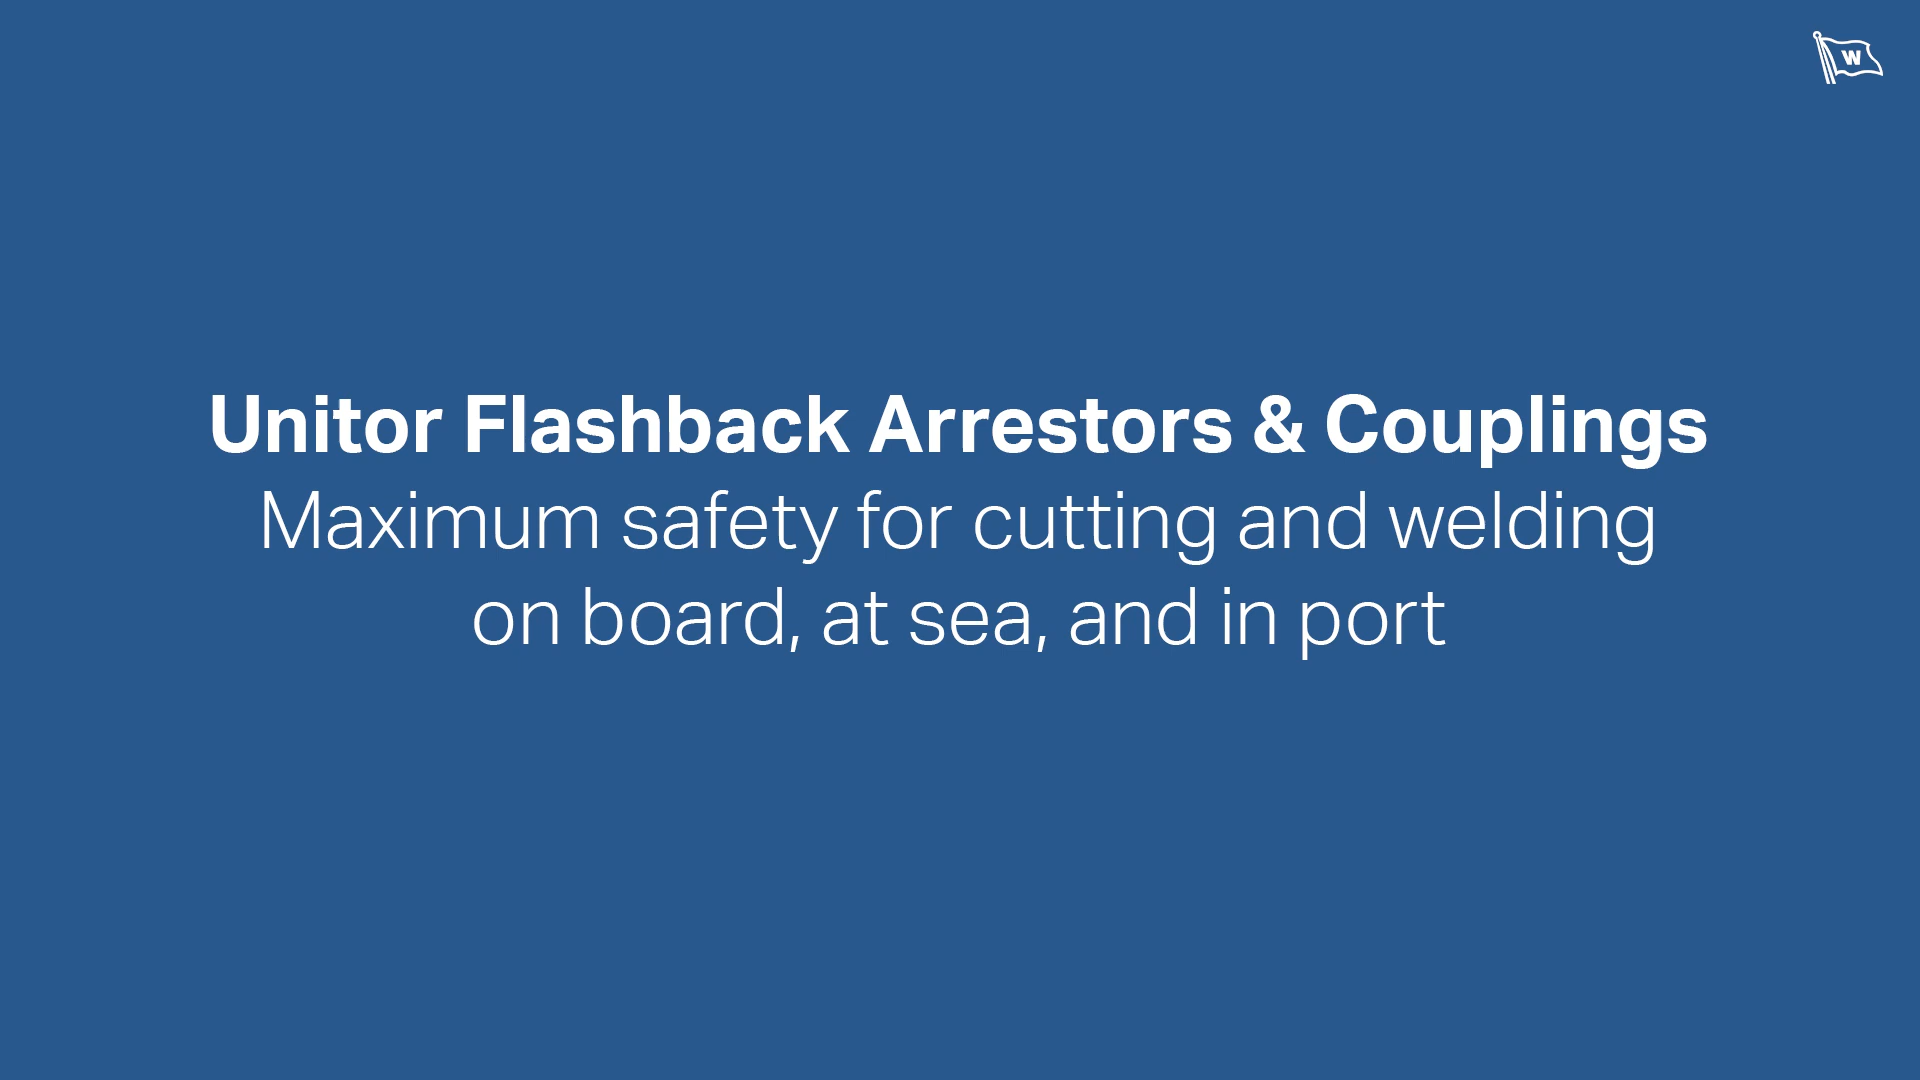 W
Unitor Flashback Arrestors & Couplings
Maximum safety for cutting and welding
on board, at sea, and in port